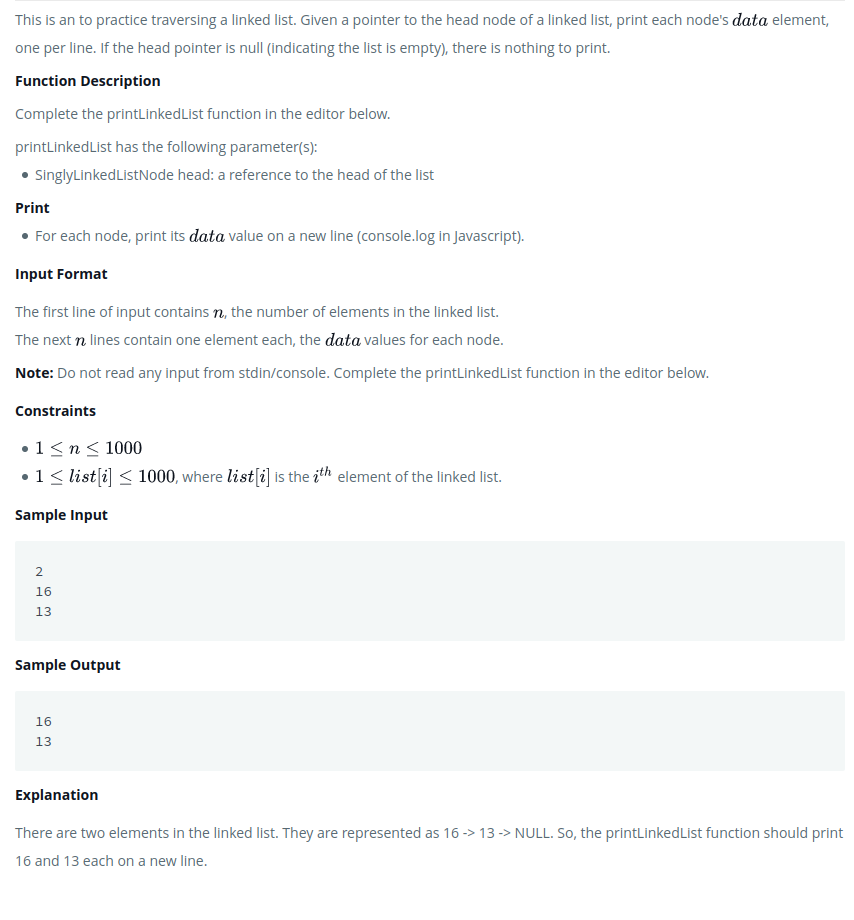 This is an to practice traversing a linked list. Given a pointer to the head node of a linked list, print each node's data element,
one per line. If the head pointer is null (indicating the list is empty), there is nothing to print.
Function Description
Complete the printLinkedList function in the editor below.
printLinkedList has the following parameter(s):
• SinglyLinkedListNode head: a reference to the head of the list
Print
• For each node, print its data value on a new line (console.log in Javascript).
Input Format
The first line of input contains n, the number of elements in the linked list.
The next n lines contain one element each, the data values for each node.
Note: Do not read any input from stdin/console. Complete the printLinkedList function in the editor below.
Constraints
• 1 ≤ n ≤ 1000
• 1 ≤ list[i] ≤ 1000, where list[i] is the i^th element of the linked list.
Sample Input
2
16
13
Sample Output
16
13
Explanation
There are two elements in the linked list. They are represented as 16 -> 13 -> NULL. So, the printLinkedList function should print
16 and 13 each on a new line.